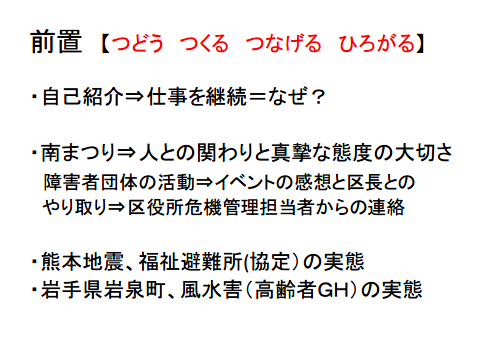 前置 【つどう つくる つなげる ひろがる】
・自己紹介⇒仕事を継続＝なぜ？
・南まつり⇒人との関わりと真摯な態度の大切さ
障害者団体の活動⇒イベントの感想と区長との
やり取り⇒区役所危機管理担当者からの連絡
・熊本地震、福祉避難所(協定）の実態
・岩手県岩泉町、風水害（高齢者ＧＨ）の実態